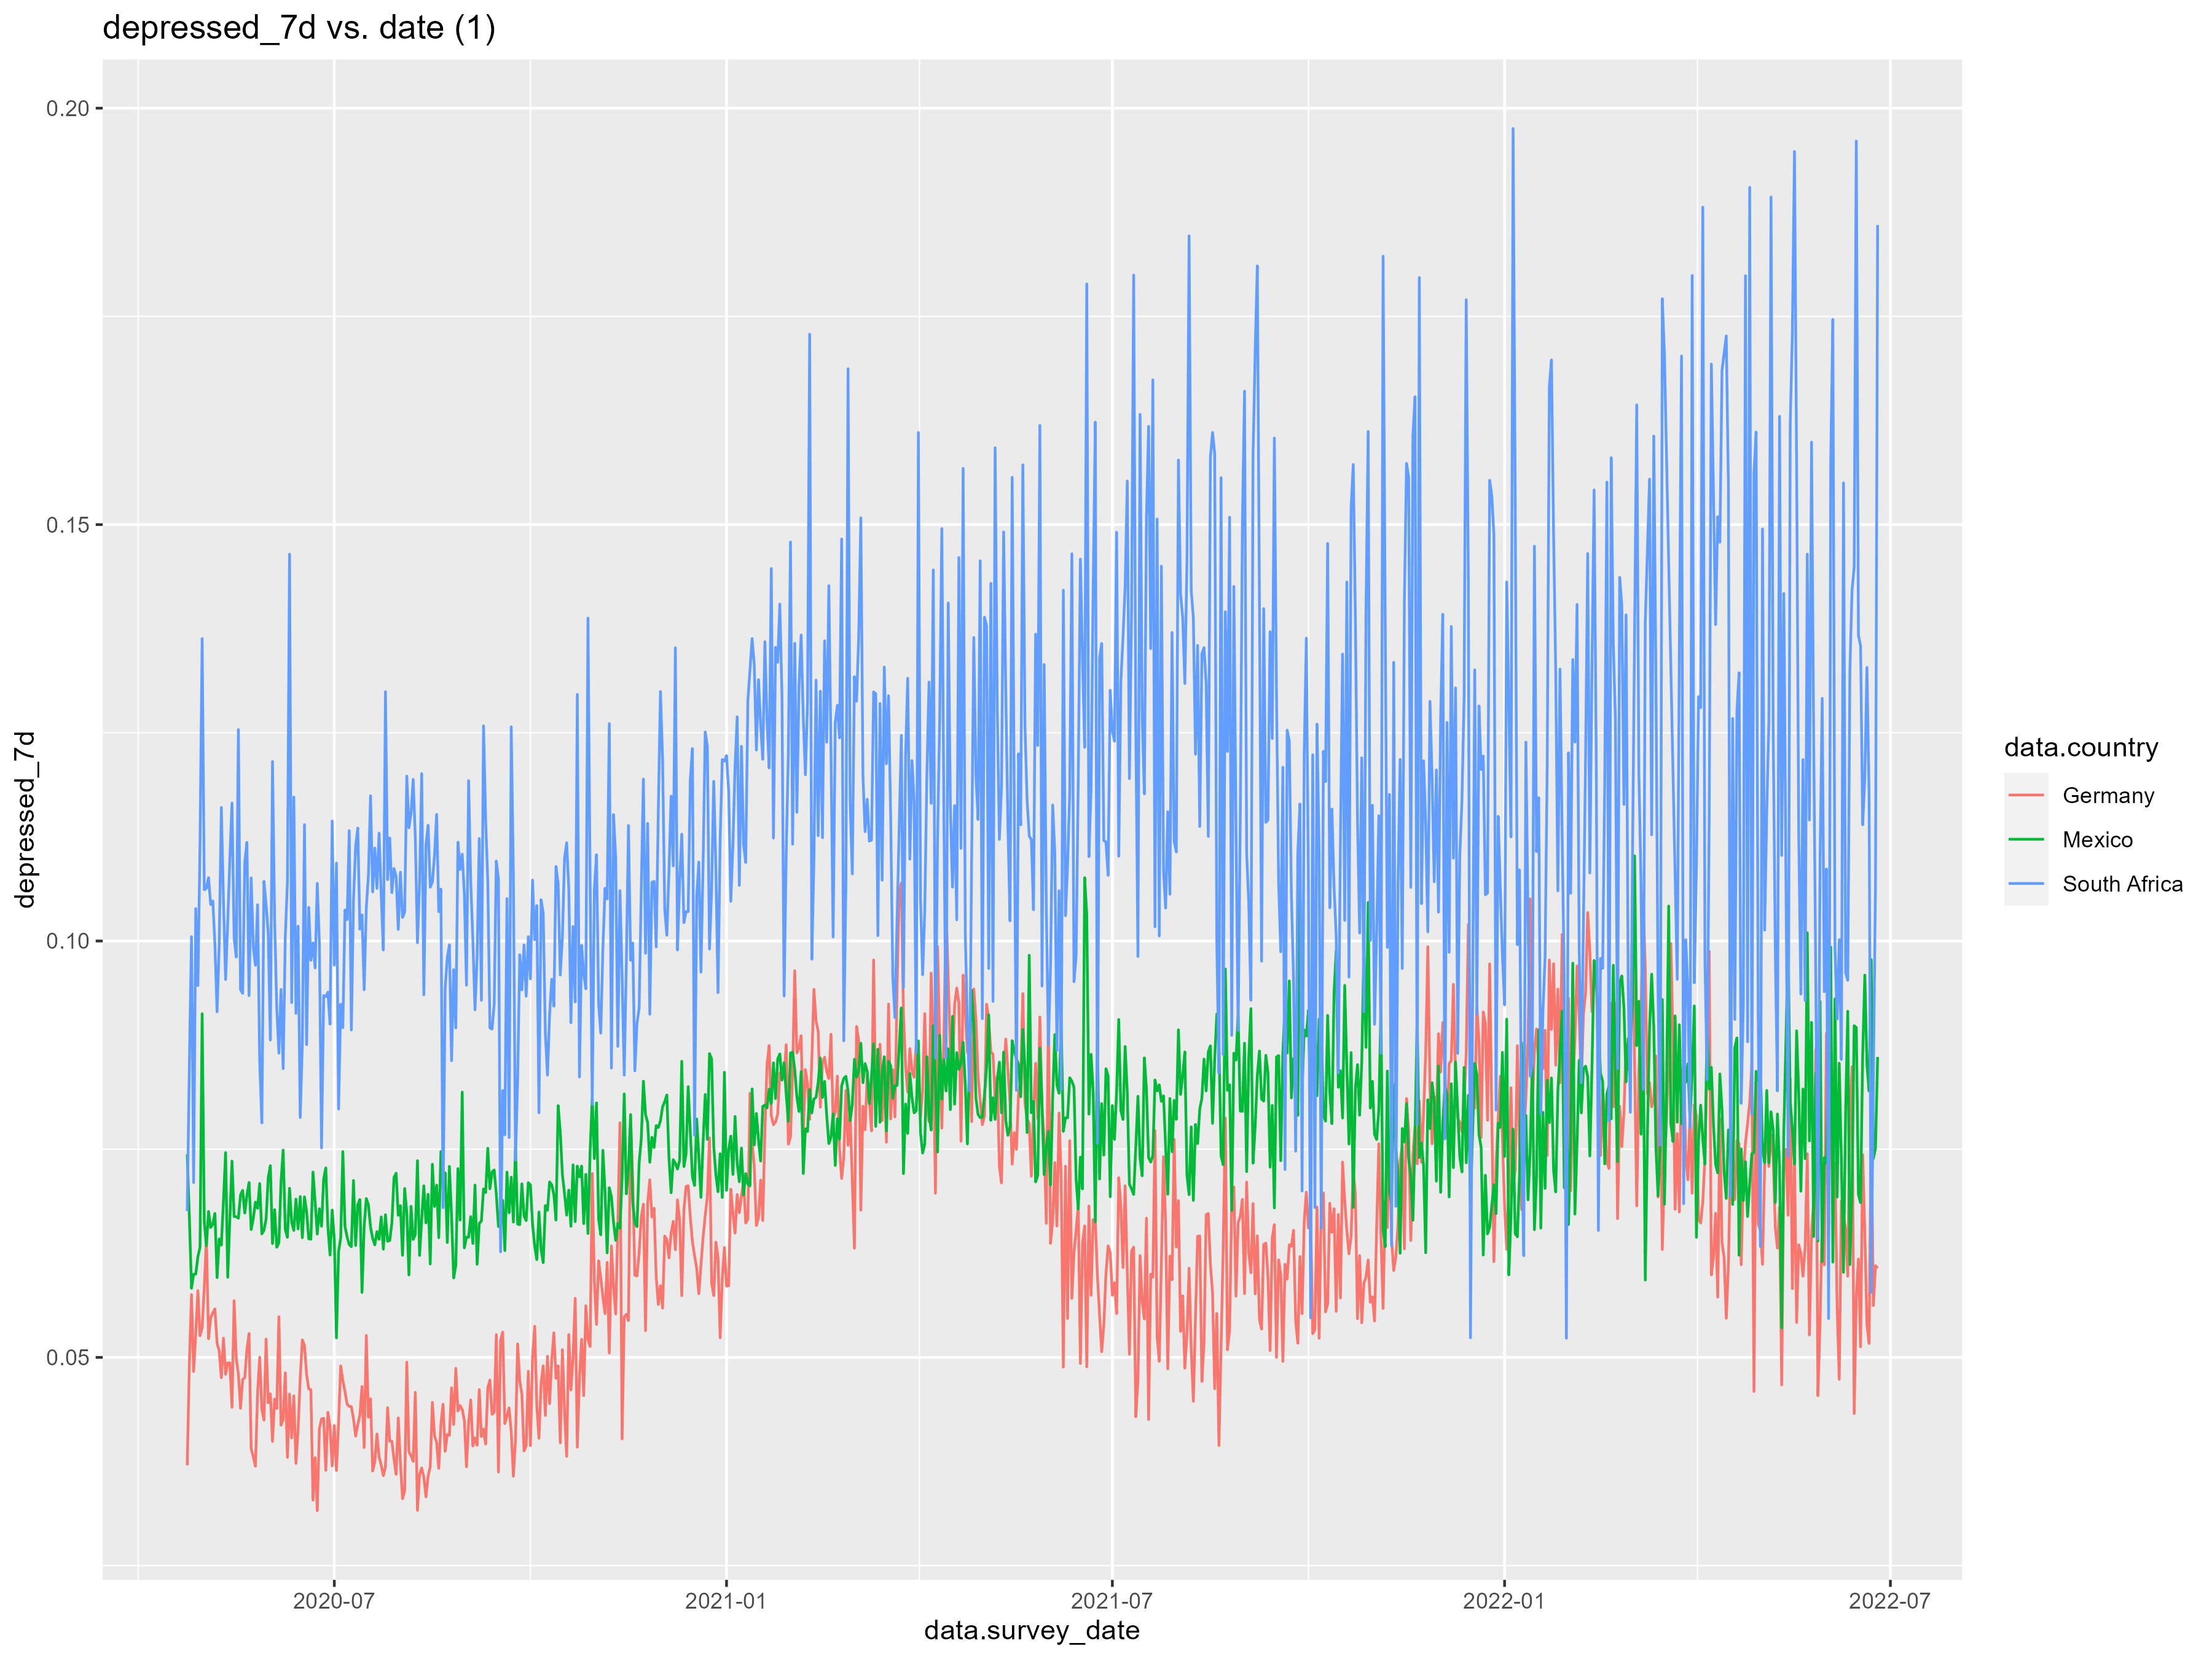 depressed_7d vs. date (1)
0.20
0.15
0.10
0.05
depressed_7d
2020-07
2021-01
2021-07
2022-01
2022-07
data.survey_date
data.country
Germany
Mexico
South Africa